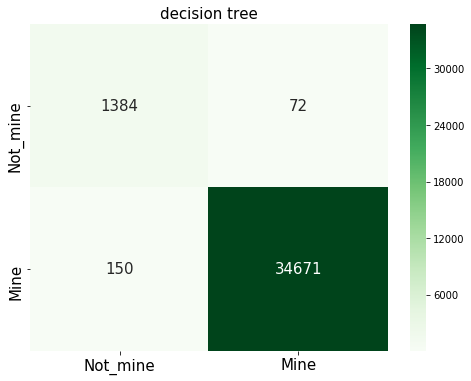 decision tree
Not_mine
1384
72
Mine
150
34671
Not_mine
Mine
30000
24000
18000
12000
6000